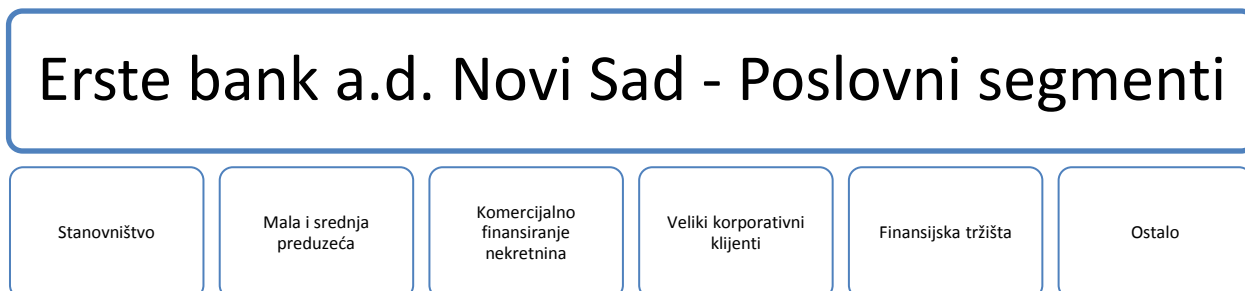 Erste bank a.d. Novi Sad - Poslovni segmenti
Stanovništvo
Mala i srednja
preduzeća
Komercijalno
finansiranje
nekretnina
Veliki korporativni
klijenti
Finansijska tržišta
Ostalo